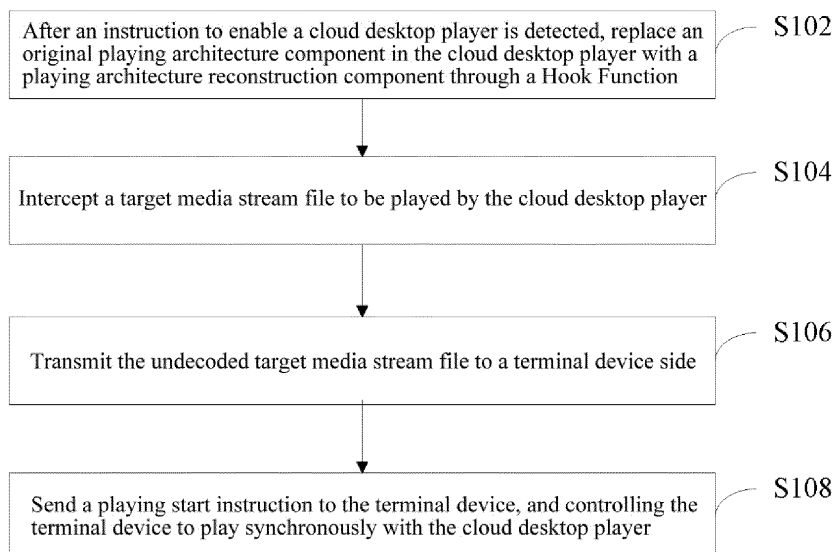 After an instruction to enable a cloud desktop player is detected, replace an
original playing architecture component in the cloud desktop player with a
playing architecture reconstruction component through a Hook Function
S102
Intercept a target media stream file to be played by the cloud desktop player
S104
Transmit the undecoded target media stream file to a terminal device side
S106
Send a playing start instruction to the terminal device, and controlling the
terminal device to play synchronously with the cloud desktop player
S108